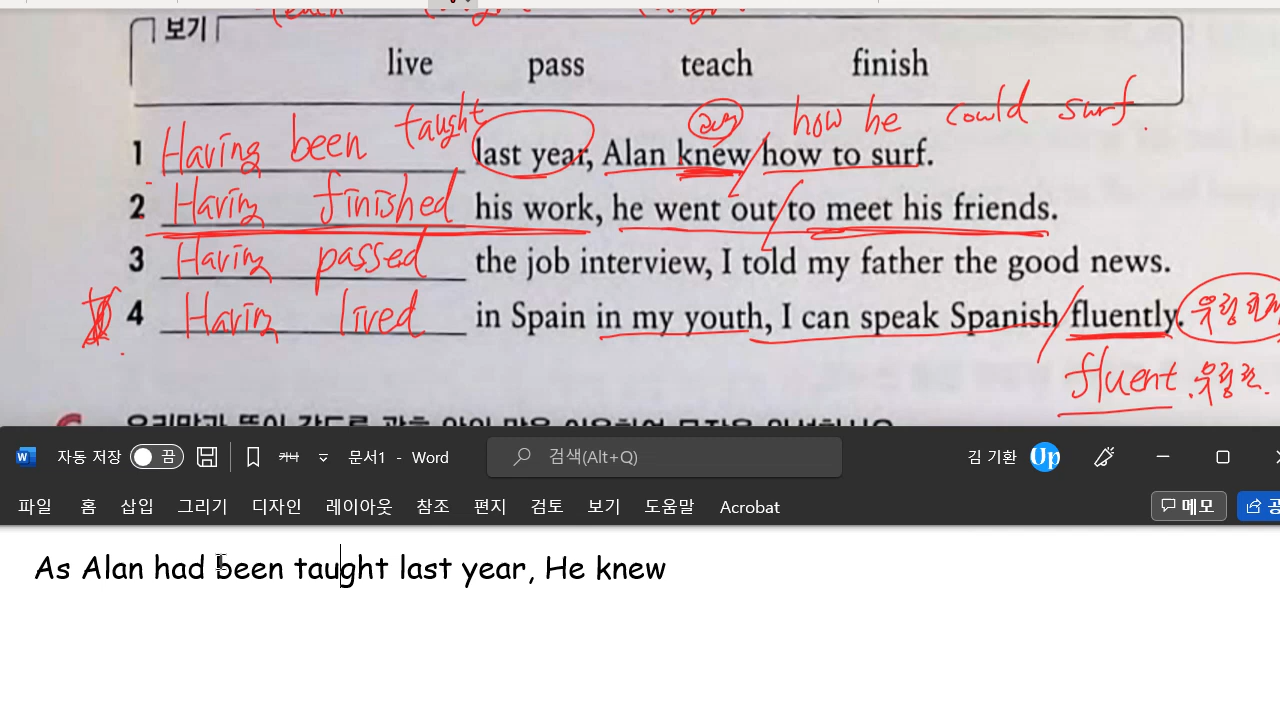 보기
live pass teach finish
how he could surf.
1 Having been taught last year, Alan knew how to surf.
2 Having finished his work, he went out to meet his friends.
3 Having passed the job interview, I told my father the good news.
4 Having lived in Spain in my youth, I can speak Spanish fluently.
fluent 유창한.
자동 저장 끔 문서1 - Word 검색(Alt+Q) 김 기환
파일 홈 삽입 그리기 디자인 레이아웃 참조 편지 검토 보기 도움말 Acrobat 메모
As Alan had been taught last year, He knew